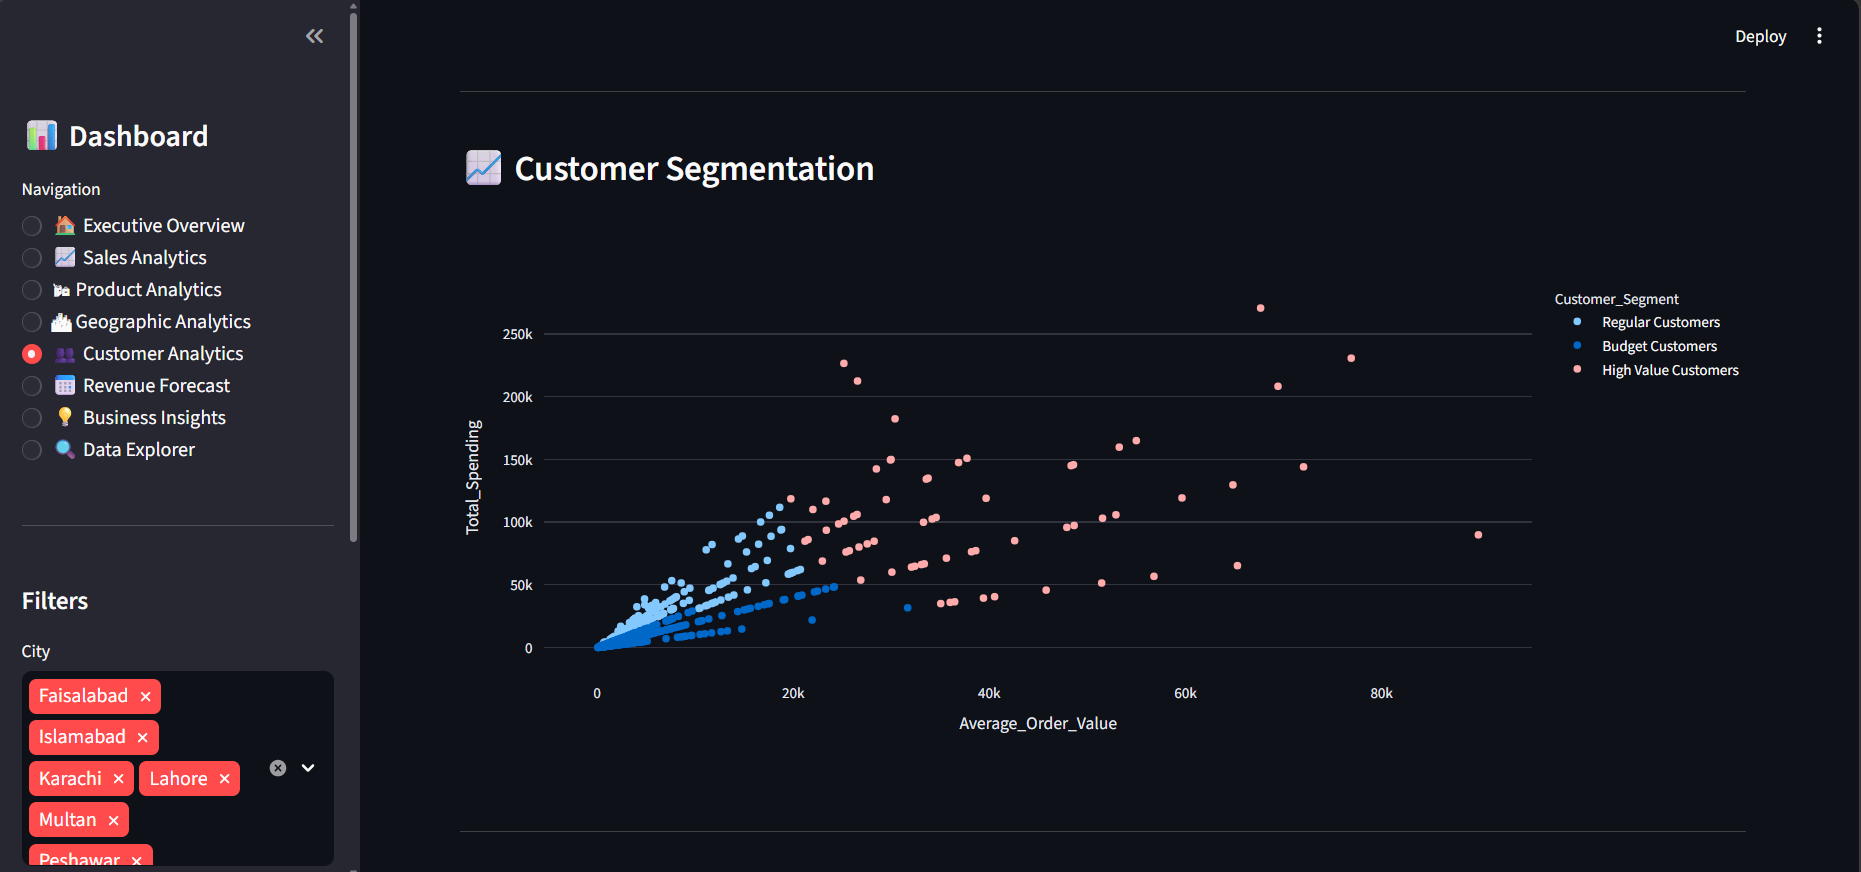 Deploy
Dashboard
Navigation
Executive Overview
Sales Analytics
Product Analytics
Geographic Analytics
Customer Analytics
Revenue Forecast
Business Insights
Data Explorer
Filters
City
Faisalabad ×
Islamabad ×
Karachi × Lahore ×
Multan ×
Peshawar ×
Customer Segmentation
Total_Spending
250k
200k
150k
100k
50k
0
0 20k 40k 60k 80k
Average_Order_Value
Customer_Segment
Regular Customers
Budget Customers
High Value Customers